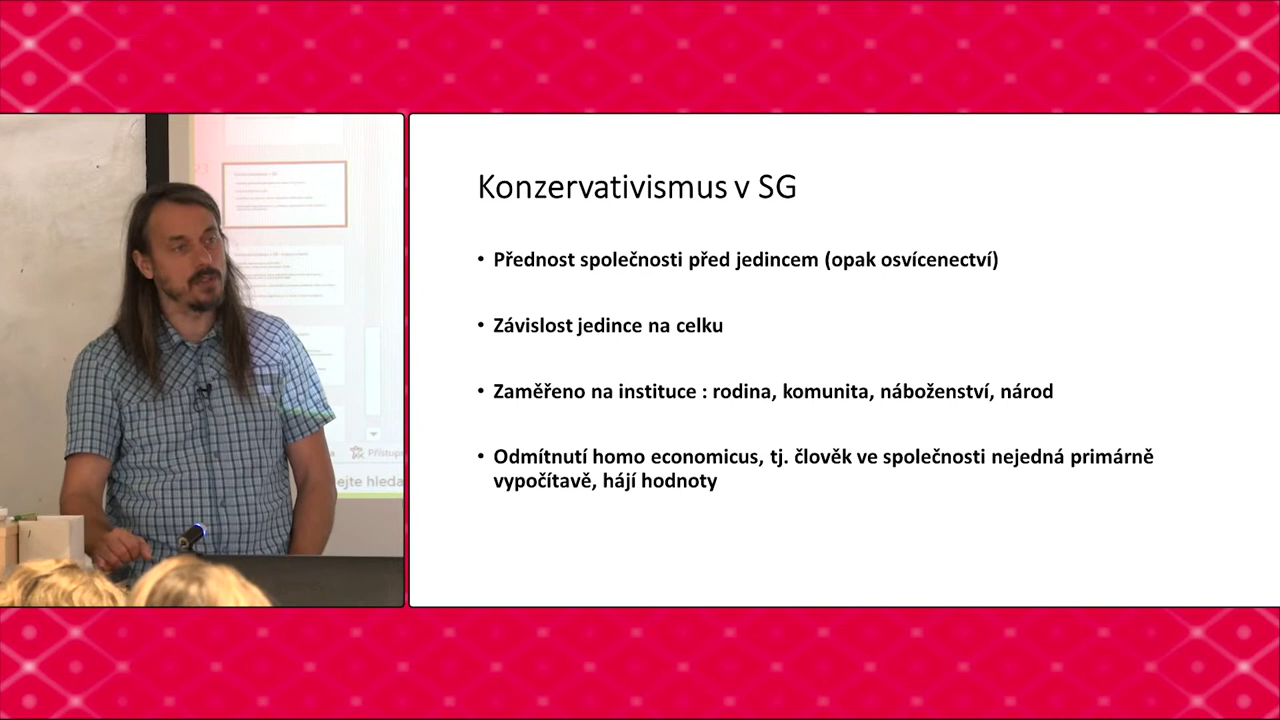 Konzervativismus v SG
• Přednost společnosti před jedincem (opak osvícenectví)
• Závislost jedince na celku
• Zaměřeno na instituce : rodina, komunita, náboženství, národ
• Odmítnutí homo economicus, tj. člověk ve společnosti nejedná primárně
vypočítavě, hájí hodnoty